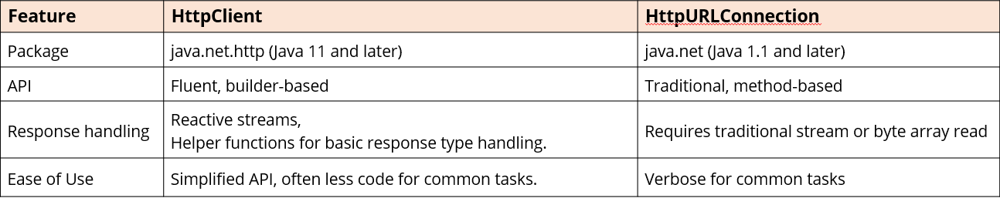 Feature HttpClient HttpURLConnection
Package java.net.http (Java 11 and later) java.net (Java 1.1 and later)
API Fluent, builder-based Traditional, method-based
Response handling Reactive streams,
Helper functions for basic response type handling. Requires traditional stream or byte array read
Ease of Use Simplified API, often less code for common tasks. Verbose for common tasks